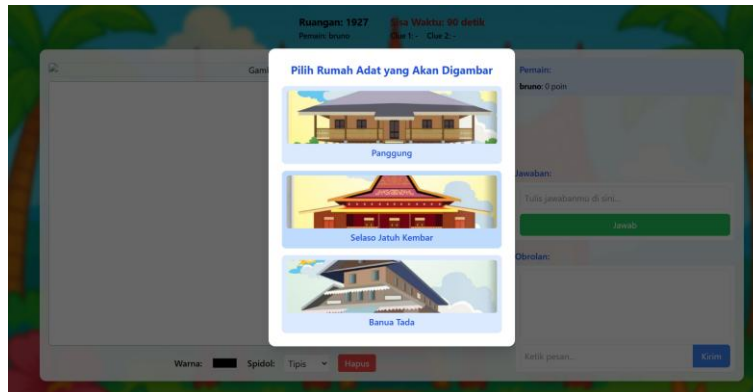 Ruangan: 1927
Sisa Waktu: 90 detik
Pemain: bruno
Clue 1: - Clue 2: -
Pilih Rumah Adat yang Akan Digambar
Panggung
Selaso Jatuh Kembar
Banua Tada
Pemain:
bruno: 0 poin
Jawaban:
Tulis jawabanmu di sini...
Jawab
Obrolan:
Ketik pesan...
Kirim
Warna: Spidol: Tipis Hapus